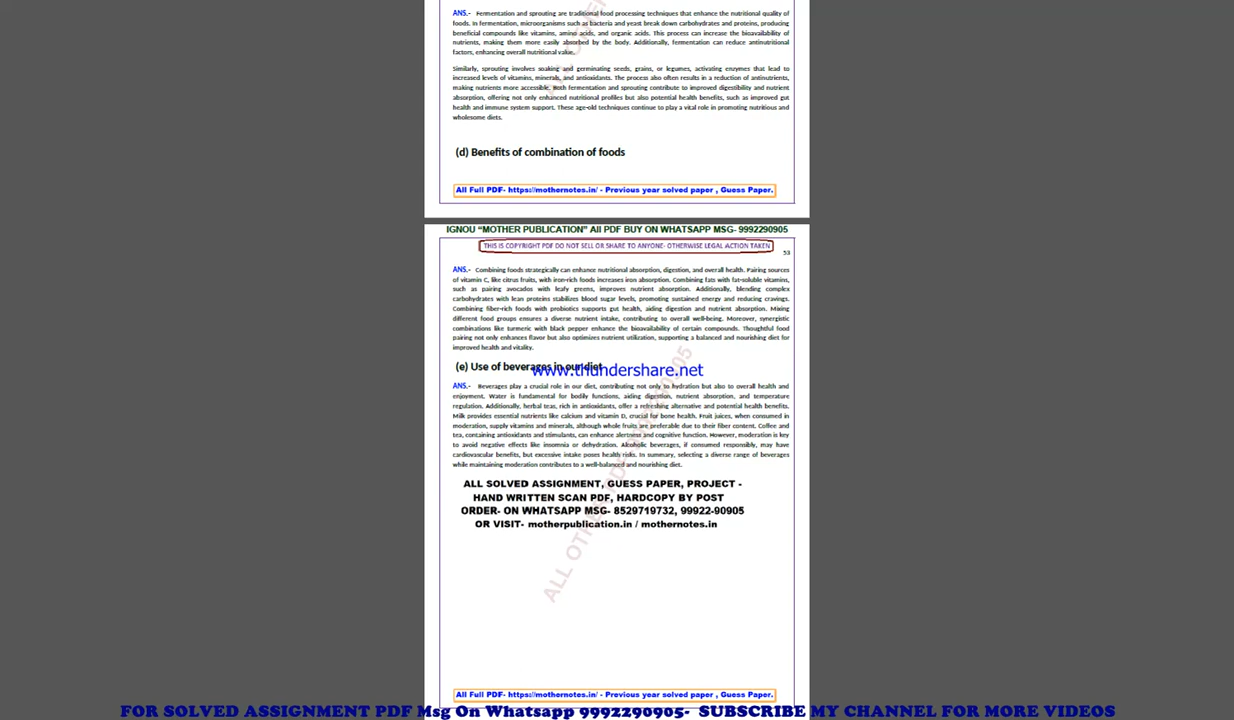 ANS.- Fermentation and sprouting are traditional food processing techniques that enhance the nutritional quality of
foods. In fermentation, microorganisms such as bacteria and yeast break down carbohydrates and proteins, producing
beneficial compounds like vitamins, amino acids, and organic acids. This process can increase the bioavailability of
nutrients, making them more easily absorbed by the body. Additionally, fermentation can reduce antinutritional
factors, enhancing overall nutritional value.
Similarly, sprouting involves soaking and germinating seeds, grains, or legumes, activating enzymes that lead to
increased levels of vitamins, minerals, and antioxidants. The process also often results in a reduction of antinutrients,
making nutrients more accessible. Both fermentation and sprouting contribute to improved digestibility and nutrient
absorption, offering not only enhanced nutritional profiles but also potential health benefits, such as improved gut
health and immune system support. These age-old techniques continue to play a vital role in promoting nutritious and
wholesome diets.
(d) Benefits of combination of foods
All Full PDF- https://mothernotes.in/ - Previous year solved paper , Guess Paper.
IGNOU “MOTHER PUBLICATION” All PDF BUY ON WHATSAPP MSG- 9992290905
THIS IS COPYRIGHT PDF DO NOT SELL OR SHARE TO ANYONE- OTHERWISE LEGAL ACTION TAKEN
53
ANS.- Combining foods strategically can enhance nutritional absorption, digestion, and overall health. Pairing sources
of vitamin C, like citrus fruits, with iron-rich foods increases iron absorption. Combining fats with fat-soluble vitamins,
such as pairing avocados with leafy greens, improves nutrient absorption. Additionally, blending complex
carbohydrates with lean proteins stabilizes blood sugar levels, promoting sustained energy and reducing cravings.
Combining fiber-rich foods with probiotics supports gut health, aiding digestion and nutrient absorption. Mixing
different food groups ensures a diverse nutrient intake, contributing to overall well-being. Moreover, synergistic
combinations like turmeric with black pepper enhance the bioavailability of certain compounds. Thoughtful food
pairing not only enhances flavor but also optimizes nutrient utilization, supporting a balanced and nourishing diet for
improved health and vitality.
(e) Use of beverages in our diet
www.thundershare.net
ANS.- Beverages play a crucial role in our diet, contributing not only to hydration but also to overall health and
enjoyment. Water is fundamental for bodily functions, aiding digestion, nutrient absorption, and temperature
regulation. Additionally, herbal teas, rich in antioxidants, offer a refreshing alternative and potential health benefits.
Milk provides essential nutrients like calcium and vitamin D, crucial for bone health. Fruit juices, when consumed in
moderation, supply vitamins and minerals, although whole fruits are preferable due to their fiber content. Coffee and
tea, containing antioxidants and stimulants, can enhance alertness and cognitive function. However, moderation is key
to avoid negative effects like insomnia or dehydration. Alcoholic beverages, if consumed responsibly, may have
cardiovascular benefits, but excessive intake poses health risks. In summary, selecting a diverse range of beverages
while maintaining moderation contributes to a well-balanced and nourishing diet.
ALL SOLVED ASSIGNMENT, GUESS PAPER, PROJECT -
HAND WRITTEN SCAN PDF, HARDCOPY BY POST
ORDER- ON WHATSAPP MSG- 8529719732, 99922-90905
OR VISIT- motherpublication.in / mothernotes.in
All Full PDF- https://mothernotes.in/ - Previous year solved paper , Guess Paper.
FOR SOLVED ASSIGNMENT PDF Msg On Whatsapp 9992290905- SUBSCRIBE MY CHANNEL FOR MORE VIDEOS